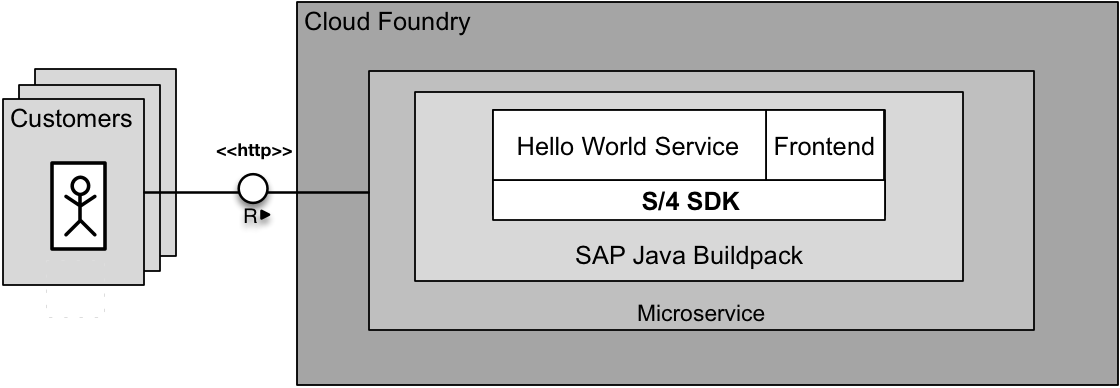 Cloud Foundry
Customers
<<http>>
R
Hello World Service
Frontend
S/4 SDK
SAP Java Buildpack
Microservice